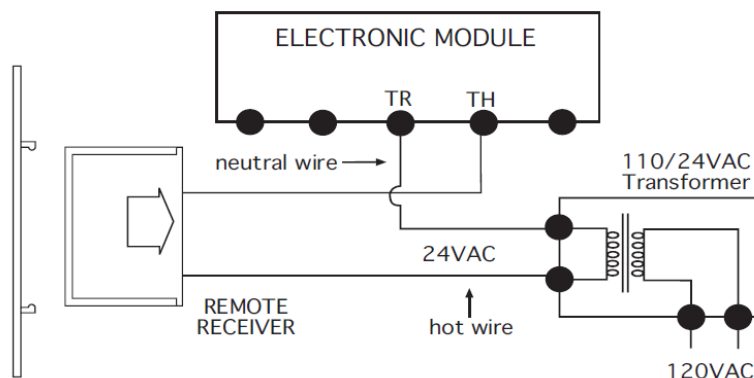 ELECTRONIC MODULE
TR
TH
neutral wire
110/24VAC
Transformer
24VAC
REMOTE
RECEIVER
hot wire
120VAC